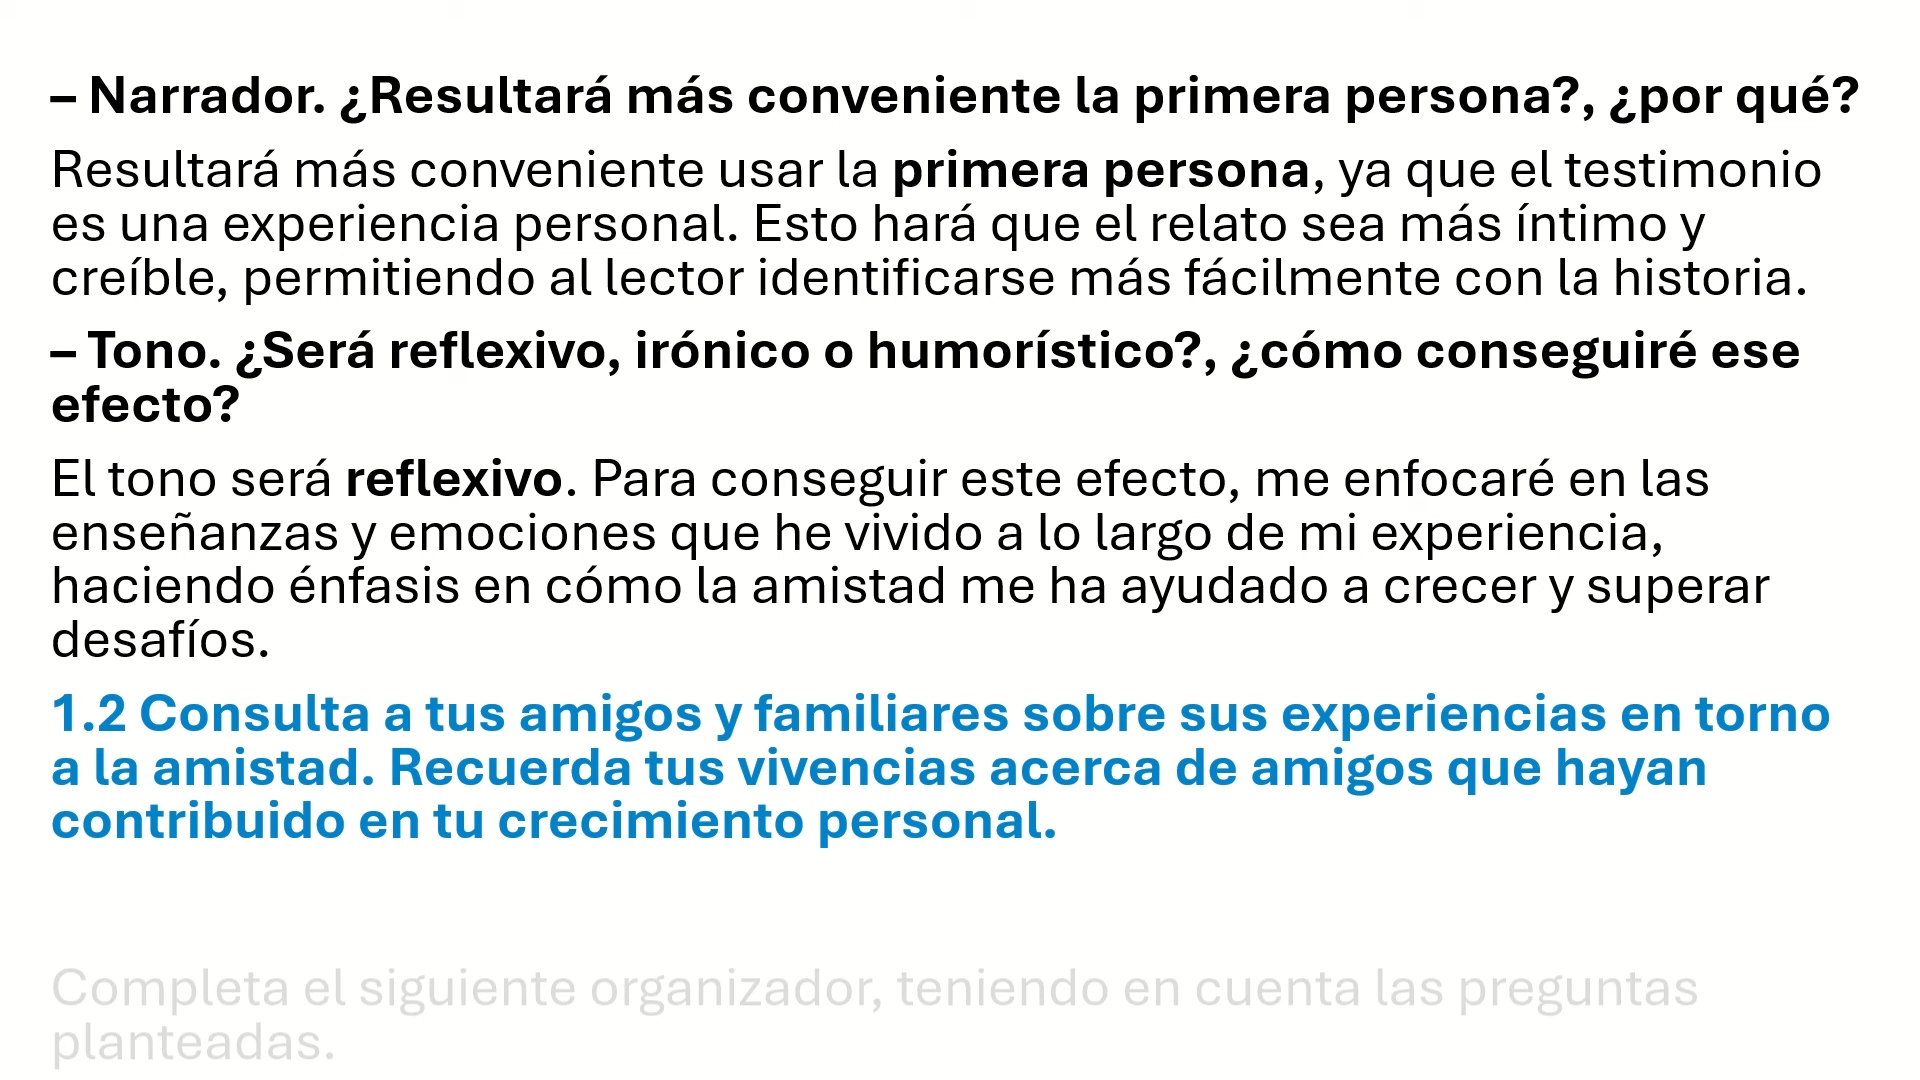 – Narrador. ¿Resultará más conveniente la primera persona?, ¿por qué?
Resultará más conveniente usar la primera persona, ya que el testimonio
es una experiencia personal. Esto hará que el relato sea más íntimo y
creíble, permitiendo al lector identificarse más fácilmente con la historia.
– Tono. ¿Será reflexivo, irónico o humorístico?, ¿cómo conseguiré ese
efecto?
El tono será reflexivo. Para conseguir este efecto, me enfocaré en las
enseñanzas y emociones que he vivido a lo largo de mi experiencia,
haciendo énfasis en cómo la amistad me ha ayudado a crecer y superar
desafíos.
1.2 Consulta a tus amigos y familiares sobre sus experiencias en torno
a la amistad. Recuerda tus vivencias acerca de amigos que hayan
contribuido en tu crecimiento personal.
Completa el siguiente organizador, teniendo en cuenta las preguntas
planteadas.